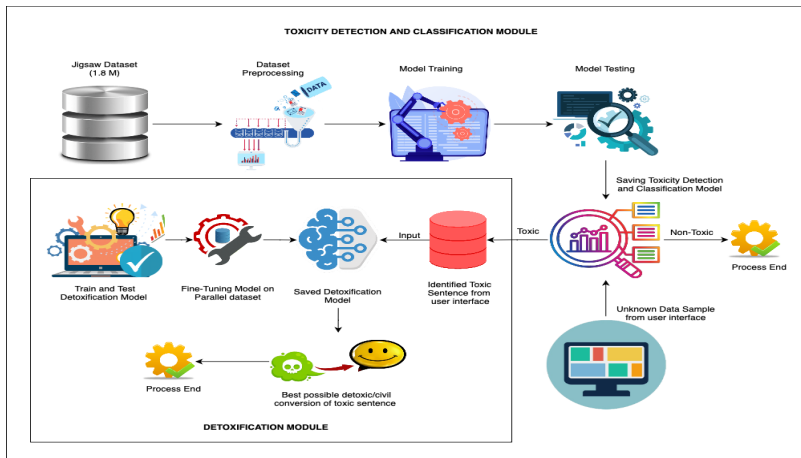 TOXICITY DETECTION AND CLASSIFICATION MODULE
Jigsaw Dataset
(1.8 M)
Dataset
Preprocessing
Model Training
Model Testing
DATA
Saving Toxicity Detection
and Classification Model
Train and Test
Detoxification Model
Fine-Tuning Model on
Parallel dataset
Saved Detoxification
Model
Input
Identified Toxic
Sentence from
user interface
Toxic
Non-Toxic
Process End
Unknown Data Sample
from user interface
Process End
Best possible detoxic/civil
conversion of toxic sentence
DETOXIFICATION MODULE